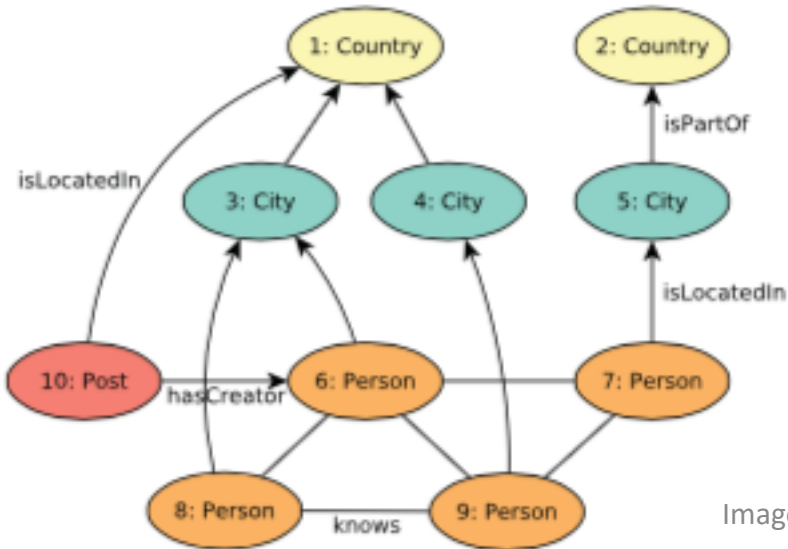 1: Country
2: Country
isPartOf
isLocatedIn
3: City
4: City
5: City
isLocatedIn
10: Post
hasCreator
6: Person
7: Person
8: Person
knows
9: Person
Image